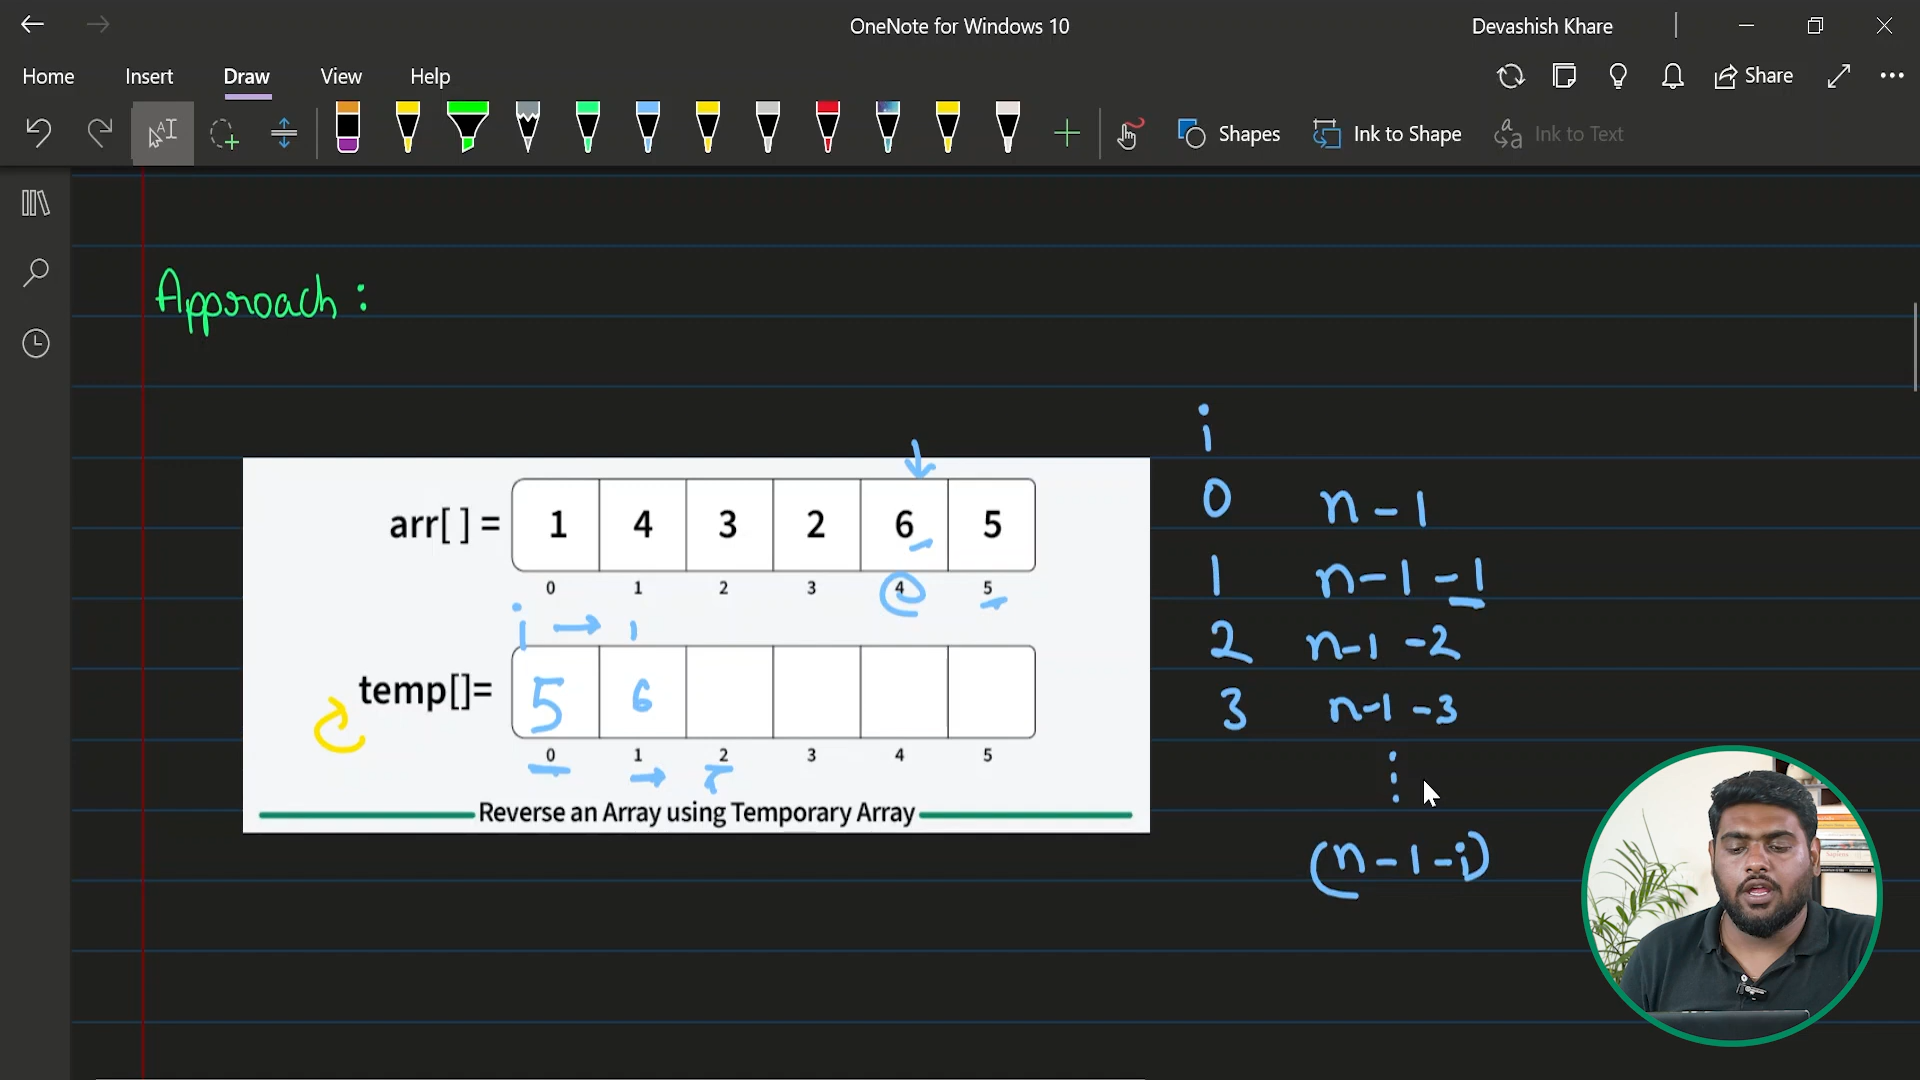 OneNote for Windows 10
Devashish Khare
Home Insert Draw View Help
Share
Shapes Ink to Shape Ink to Text
Approach :
i
arr[ ] = 1 4 3 2 6 5
0 n - 1
0 1 2 3 4 5
1 n - 1 - 1
i → 1
2 n - 1 - 2
temp[]= 5 6
3 n - 1 - 3
0 1 2 3 4 5
Reverse an Array using Temporary Array
(n - 1 - i)